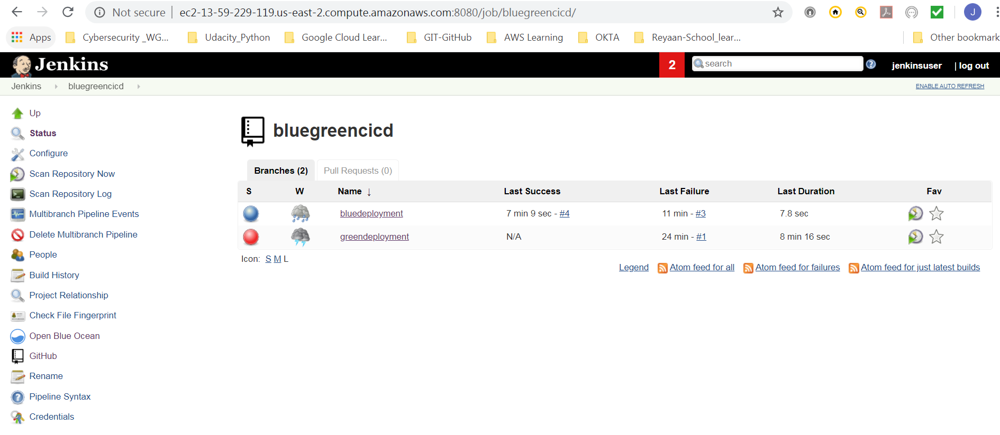 Not secure | ec2-13-59-229-119.us-east-2.compute.amazonaws.com:8080/job/bluegreencicd/
J
Apps Cybersecurity _WG... Udacity_Python Google Cloud Lear... GIT-GitHub AWS Learning OKTA Reyaan-School_lear... Other bookmark
Jenkins 2 search jenkinsuser | log out
Jenkins bluegreencicd ENABLE AUTO REFRESH
Up
Status
Configure
Scan Repository Now
Scan Repository Log
Multibranch Pipeline Events
Delete Multibranch Pipeline
People
Build History
Project Relationship
Check File Fingerprint
Open Blue Ocean
GitHub
Rename
Pipeline Syntax
Credentials
bluegreencicd
Branches (2) Pull Requests (0)
S W Name ↓ Last Success Last Failure Last Duration Fav
bluedeployment 7 min 9 sec - #4 11 min - #3 7.8 sec
greendeployment N/A 24 min - #1 8 min 16 sec
Icon: S M L
Legend Atom feed for all Atom feed for failures Atom feed for just latest builds